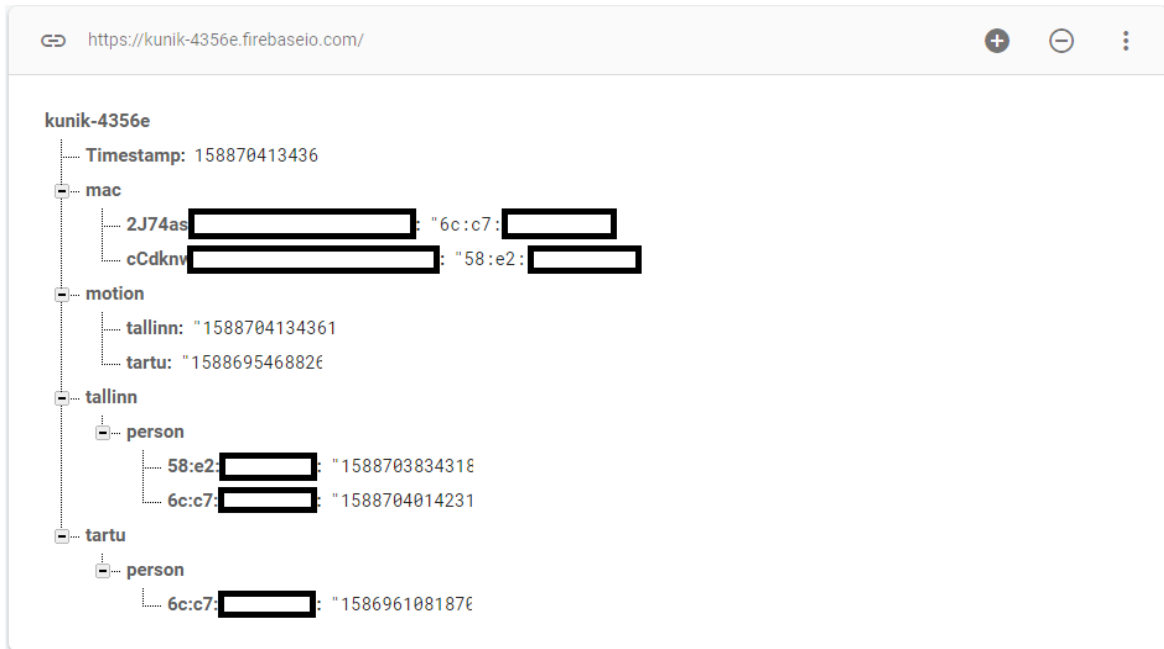 https://kunik-4356e.firebaseio.com/
kunik-4356e
Timestamp: 158870413436
mac
2J74as : "6c:c7:
cCdknw : "58:e2:
motion
tallinn: "1588704134361
tartu: "1588695468826
tallinn
person
58:e2: : "1588703834318
6c:c7: : "1588704014231
tartu
person
6c:c7: : "1586961081870